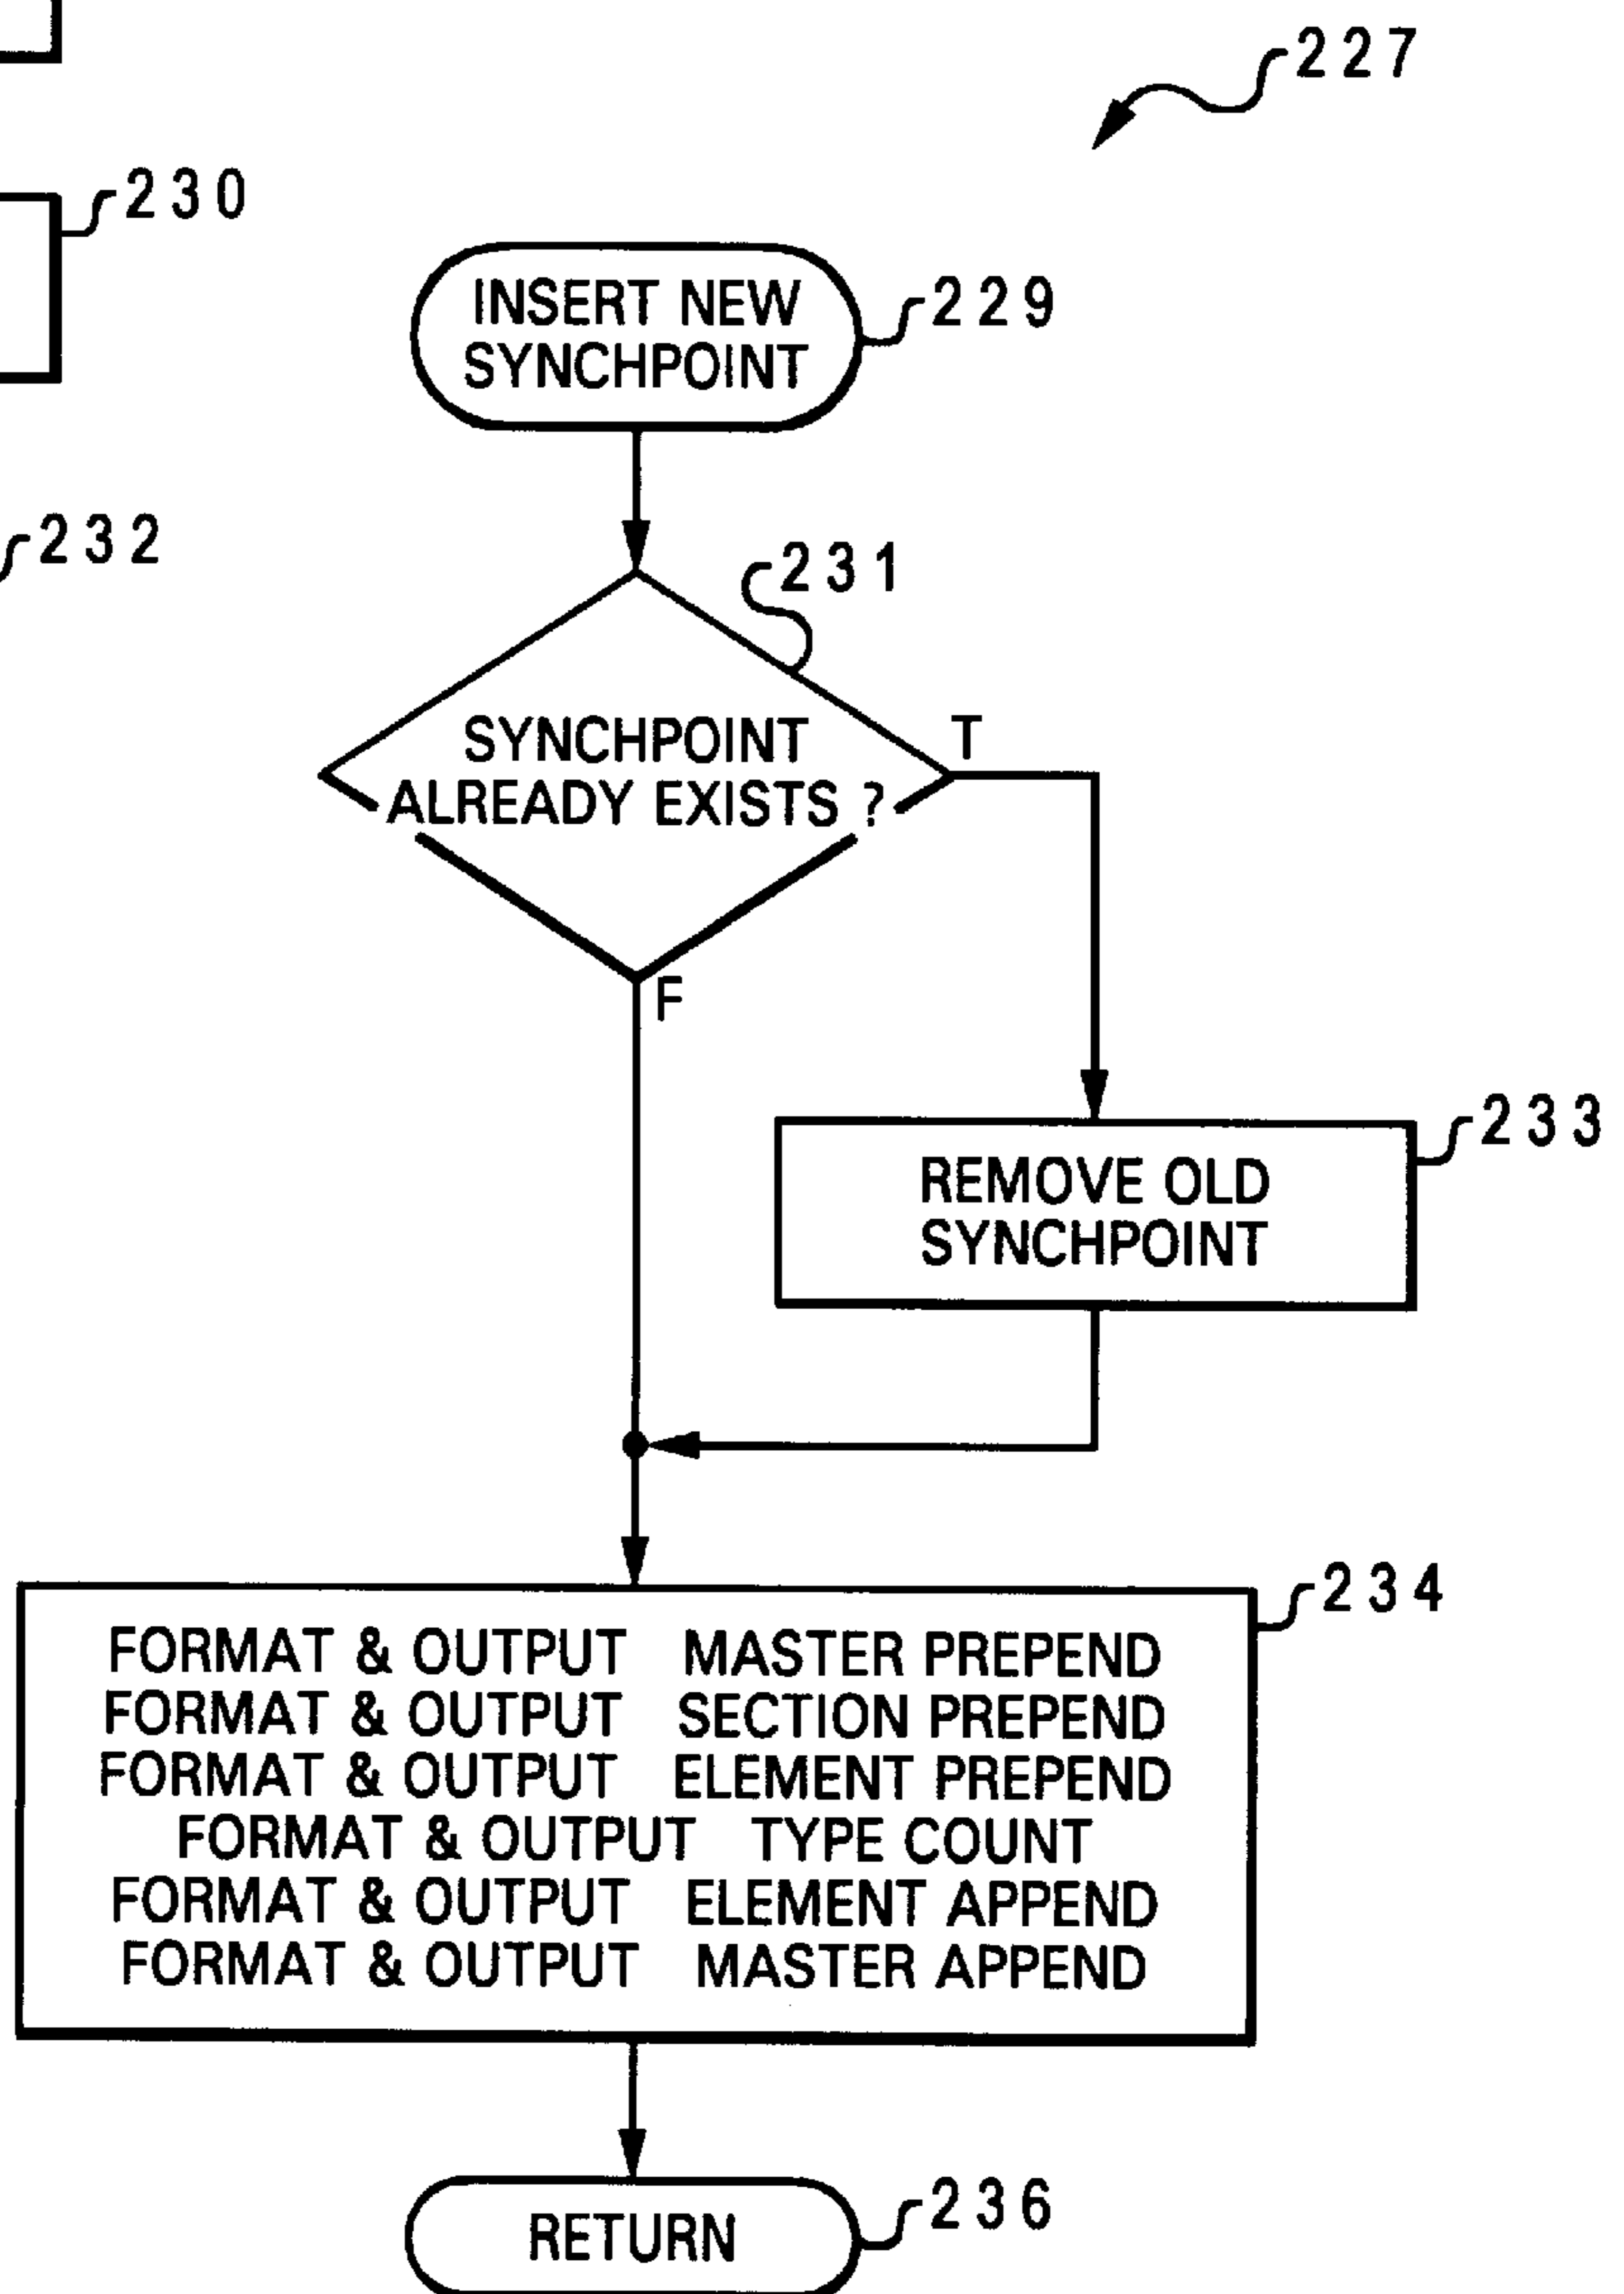 227
230
INSERT NEW
SYNCHPOINT
229
232
231
SYNCHPOINT
ALREADY EXISTS ?
T
F
233
REMOVE OLD
SYNCHPOINT
234
FORMAT & OUTPUT MASTER PREPEND
FORMAT & OUTPUT SECTION PREPEND
FORMAT & OUTPUT ELEMENT PREPEND
FORMAT & OUTPUT TYPE COUNT
FORMAT & OUTPUT ELEMENT APPEND
FORMAT & OUTPUT MASTER APPEND
RETURN
236